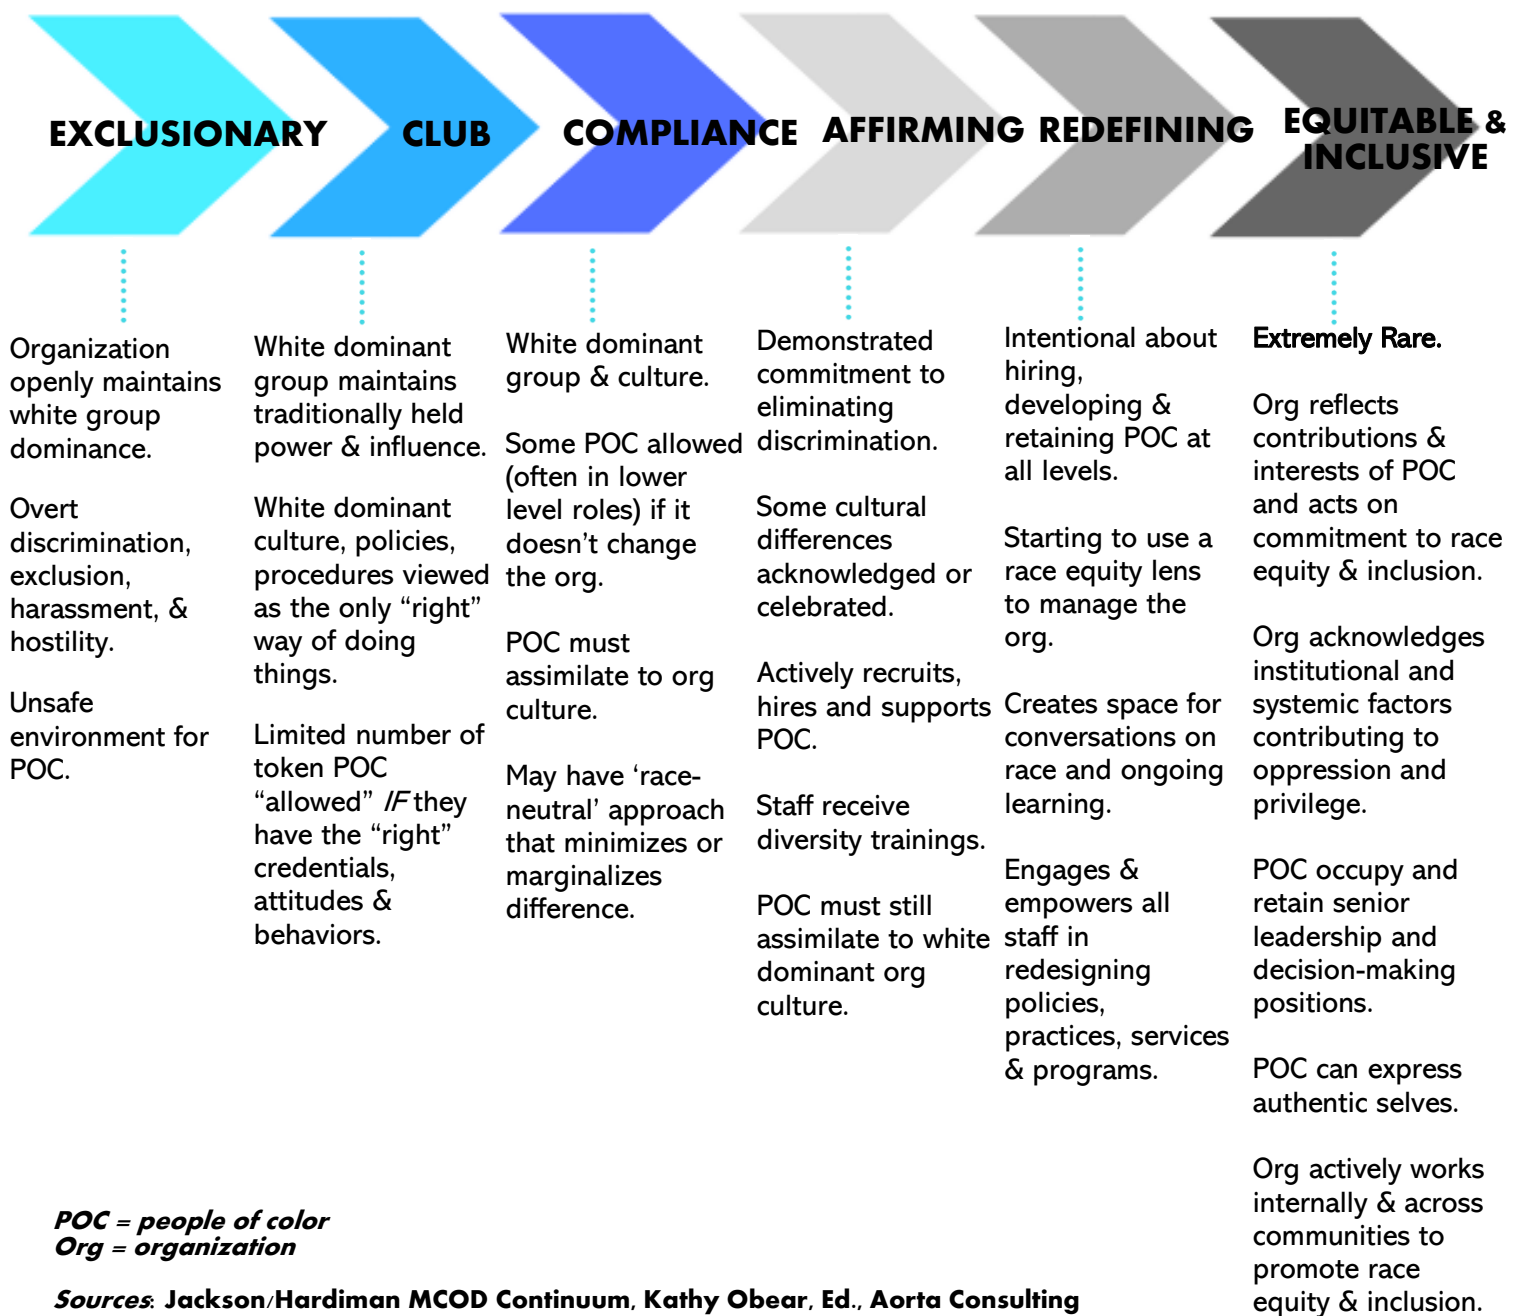 EXCLUSIONARY
CLUB
COMPLIANCE
AFFIRMING
REDEFINING
EQUITABLE &
INCLUSIVE
Organization
openly maintains
white group
dominance.
Overt
discrimination,
exclusion,
harassment, &
hostility.
Unsafe
environment for
POC.
White dominant
group maintains
traditionally held
power & influence.
White dominant
culture, policies,
procedures viewed
as the only “right”
way of doing
things.
Limited number of
token POC
“allowed” IF they
have the “right”
credentials,
attitudes &
behaviors.
White dominant
group & culture.
Some POC allowed
(often in lower
level roles) if it
doesn’t change
the org.
POC must
assimilate to org
culture.
May have ‘race-
neutral’ approach
that minimizes or
marginalizes
difference.
Demonstrated
commitment to
eliminating
discrimination.
Some cultural
differences
acknowledged or
celebrated.
Actively recruits,
hires and supports
POC.
Staff receive
diversity trainings.
POC must still
assimilate to white
dominant org
culture.
Intentional about
hiring,
developing &
retaining POC at
all levels.
Starting to use a
race equity lens
to manage the
org.
Creates space for
conversations on
race and ongoing
learning.
Engages &
empowers all
staff in
redesigning
policies,
practices, services
& programs.
Extremely Rare.
Org reflects
contributions &
interests of POC
and acts on
commitment to race
equity & inclusion.
Org acknowledges
institutional and
systemic factors
contributing to
oppression and
privilege.
POC occupy and
retain senior
leadership and
decision-making
positions.
POC can express
authentic selves.
Org actively works
internally & across
communities to
promote race
equity & inclusion.
POC = people of color
Org = organization
Sources: Jackson/Hardiman MCOD Continuum, Kathy Obear, Ed., Aorta Consulting